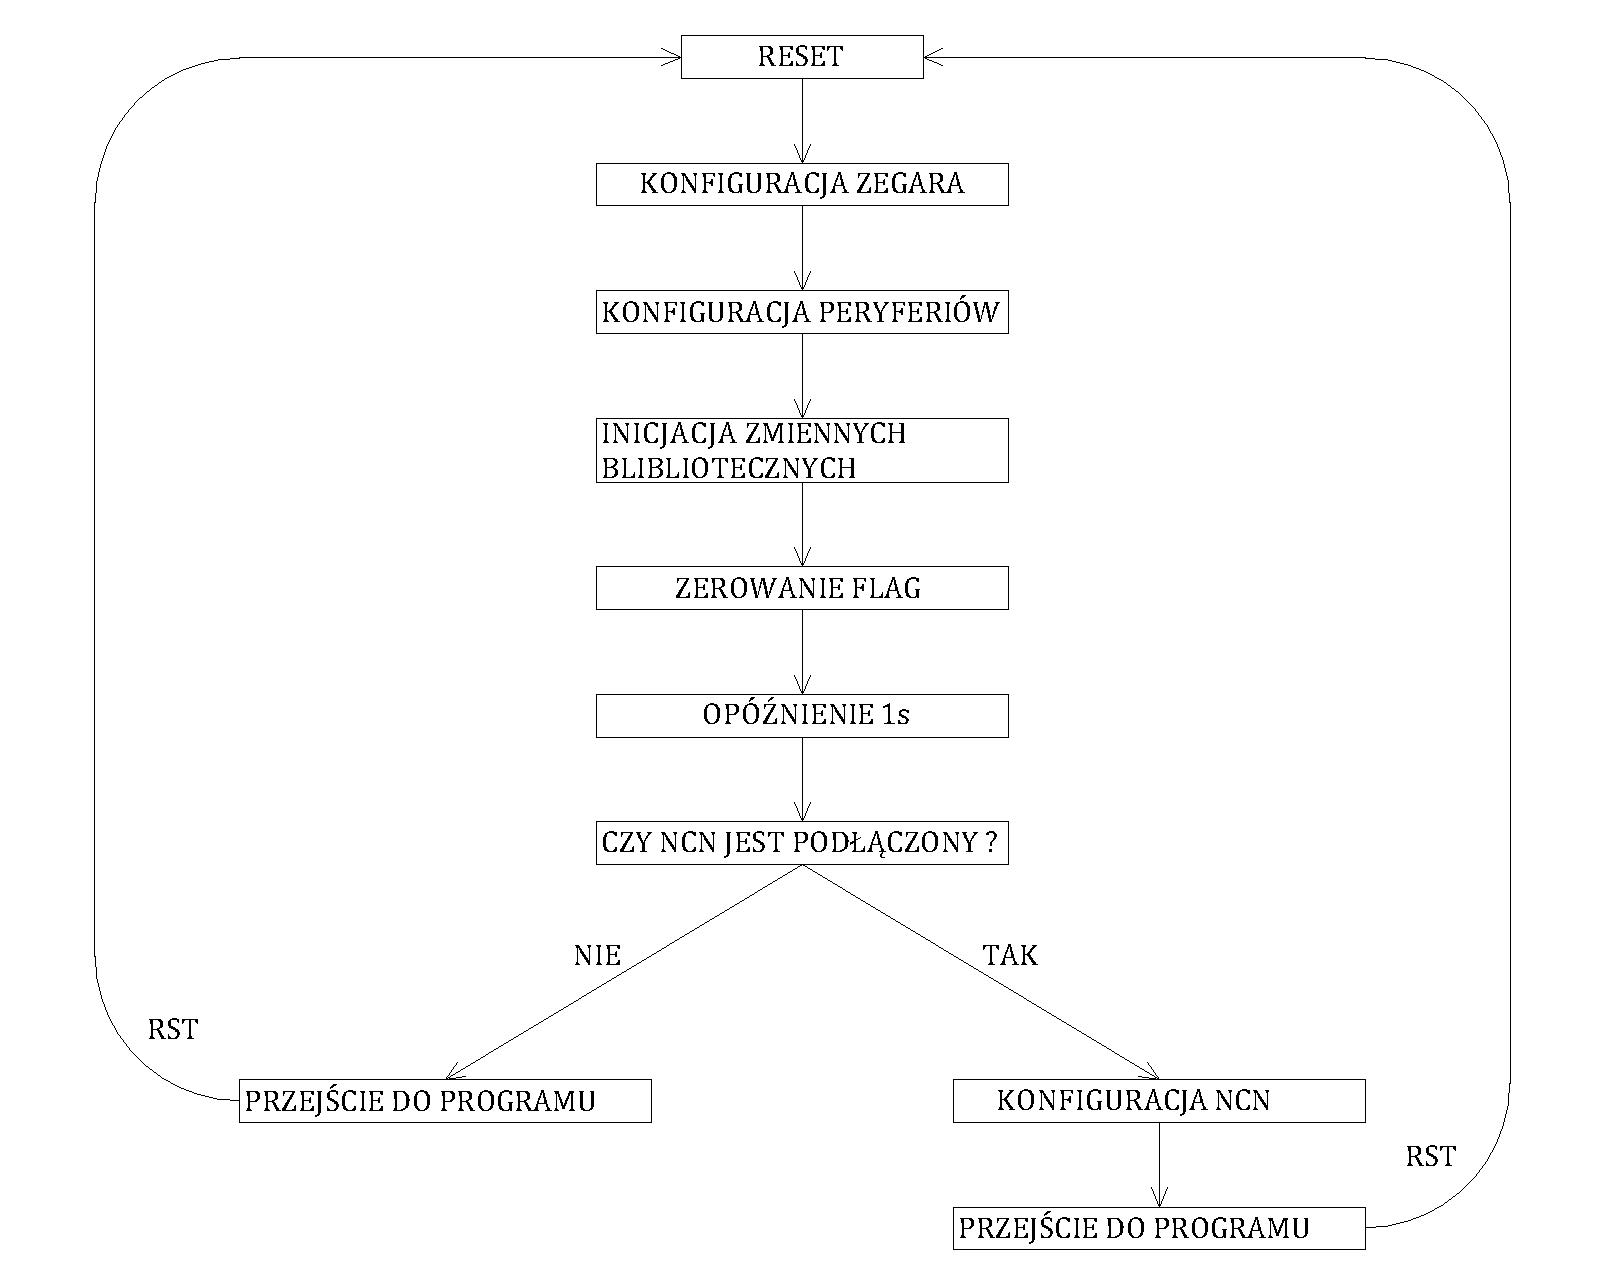 RESET
KONFIGURACJA ZEGARA
KONFIGURACJA PERYFERIÓW
INICJACJA ZMIENNYCH
BLIBLIOTECZNYCH
ZEROWANIE FLAG
OPÓŹNIENIE 1s
CZY NCN JEST PODŁĄCZONY ?
NIE
TAK
RST
PRZEJŚCIE DO PROGRAMU
KONFIGURACJA NCN
RST
PRZEJŚCIE DO PROGRAMU